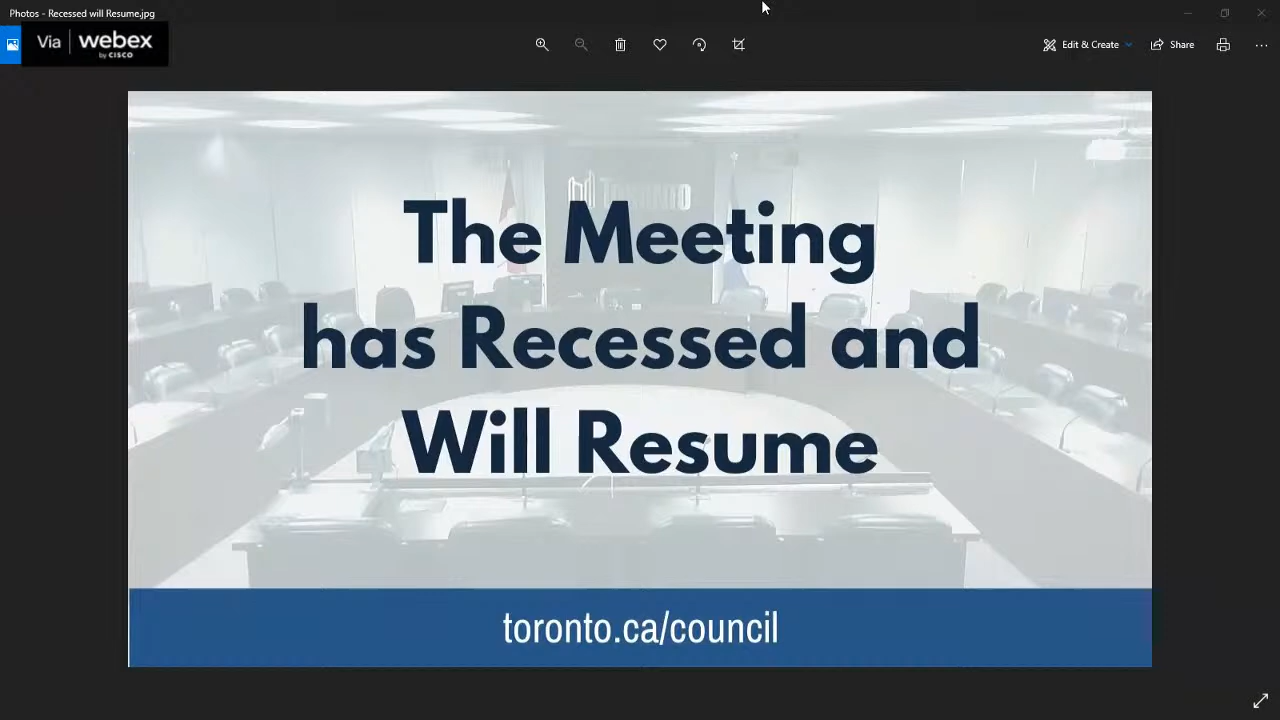 Photos - Recessed will Resume.jpg
Via webex
by CISCO
Edit & Create
Share
Toronto
The Meeting
has Recessed and
Will Resume
toronto.ca/council